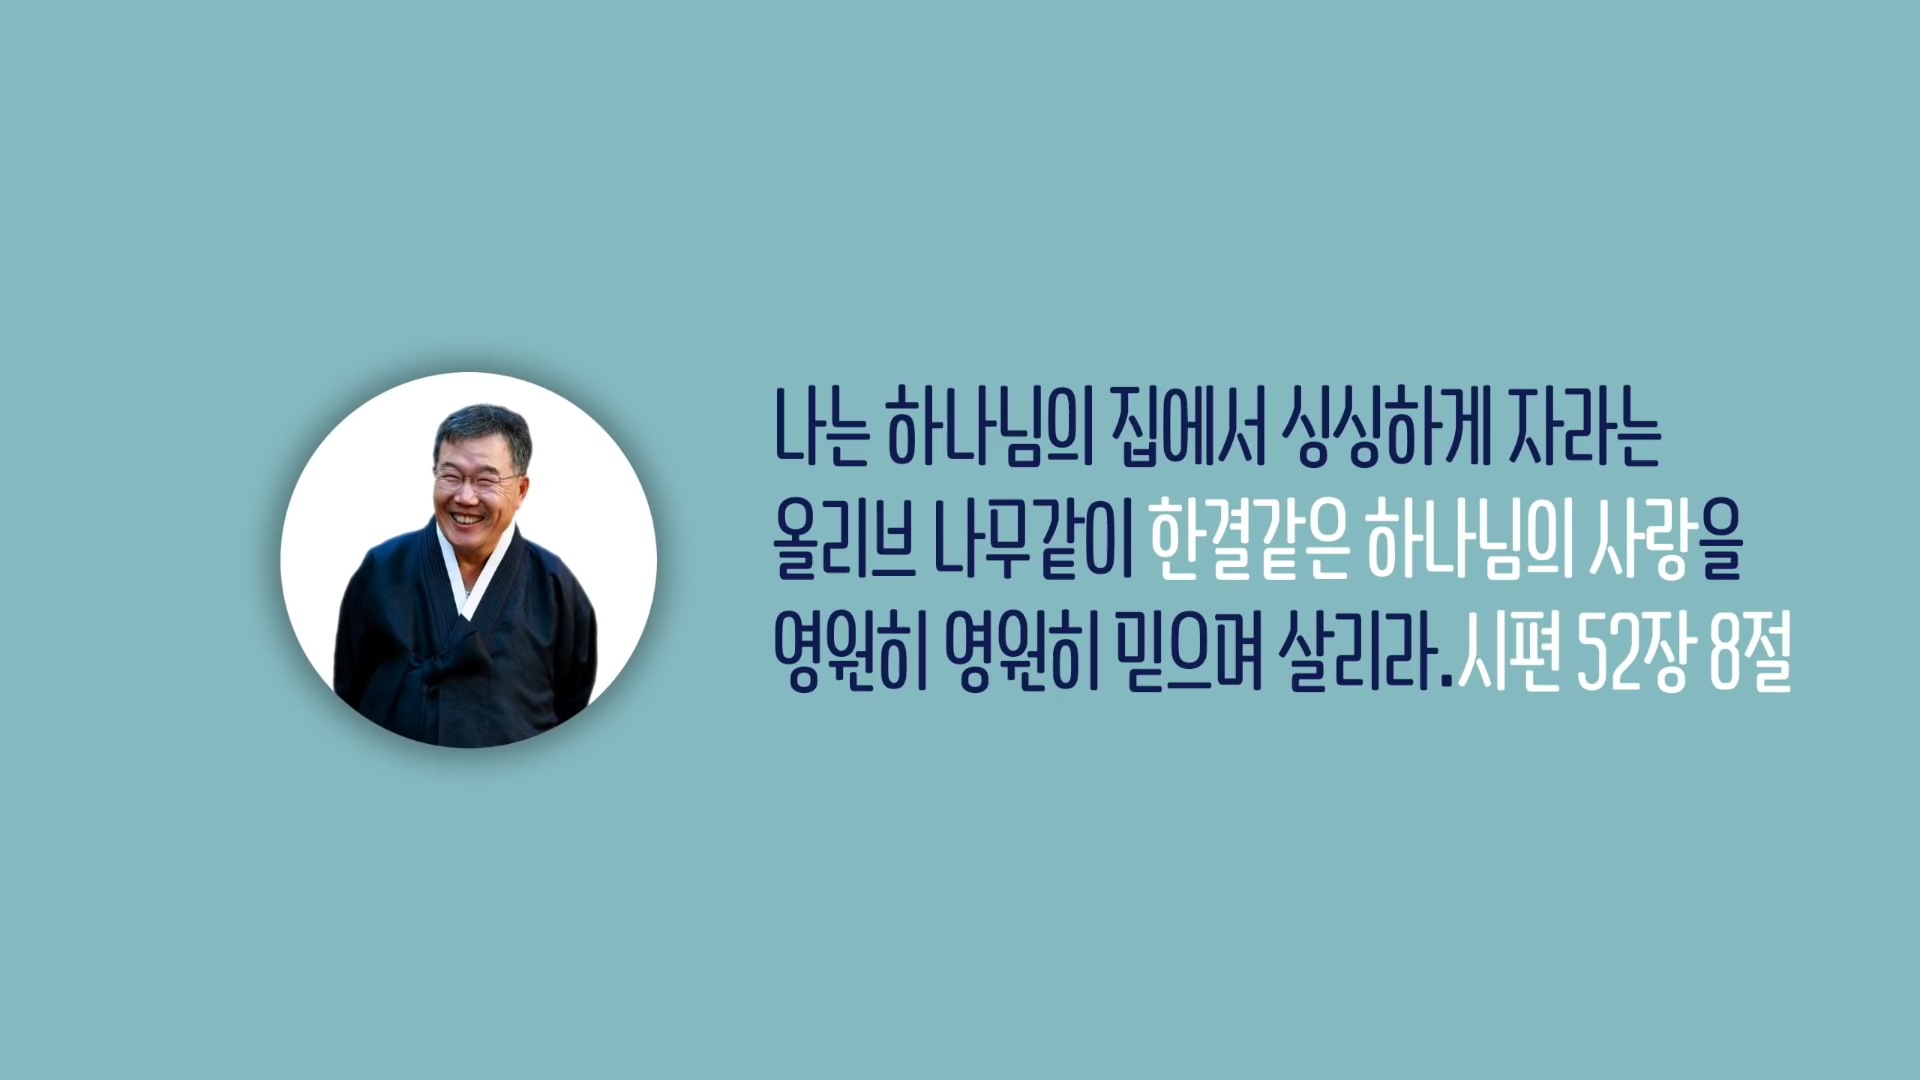 나는 하나님의 집에서 싱싱하게 자라는
올리브 나무같이 한결같은 하나님의 사랑을
영원히 영원히 믿으며 살리라.시편 52장 8절